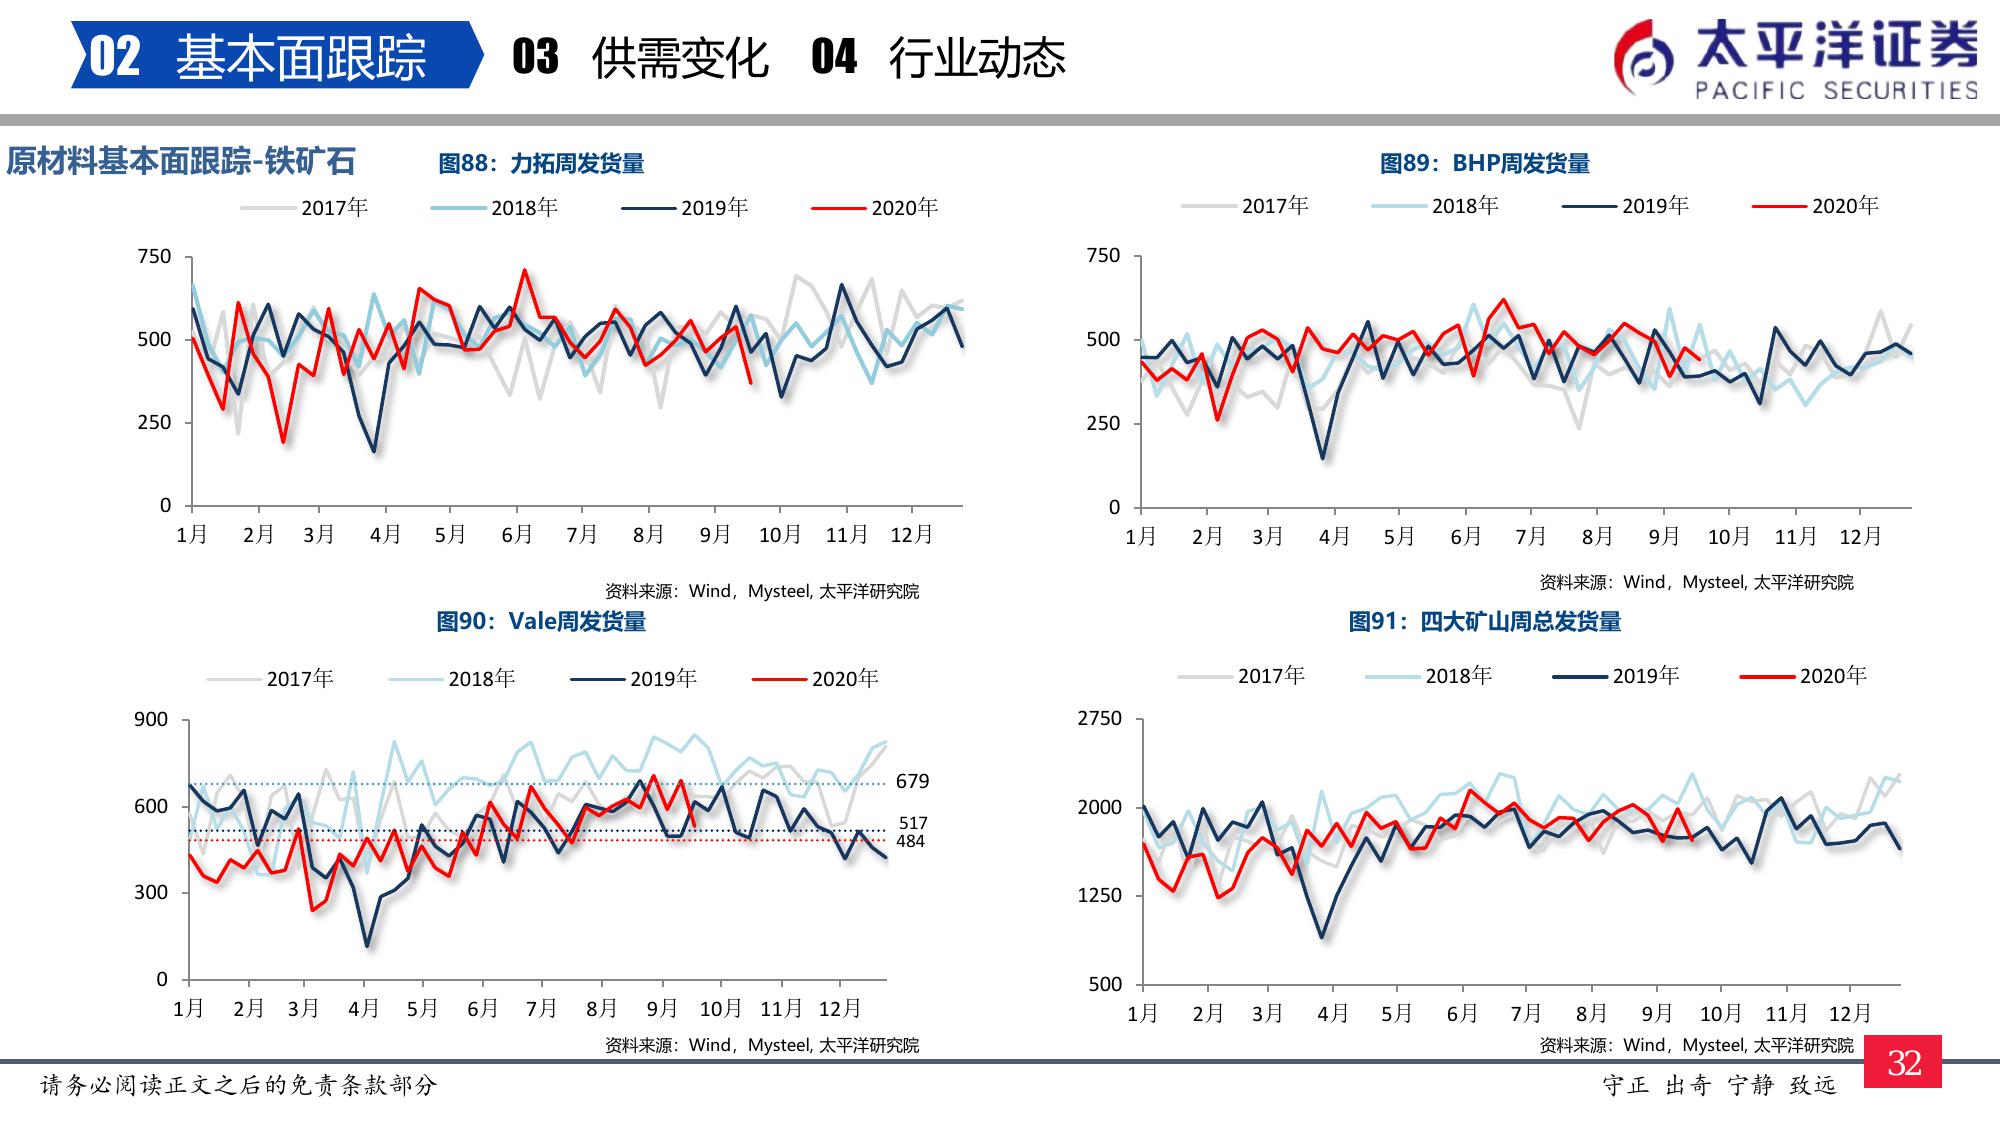 02 基本面跟踪 03 供需变化 04 行业动态
太平洋证券
PACIFIC SECURITIES
原材料基本面跟踪-铁矿石
图88：力拓周发货量
2017年 2018年 2019年 2020年
750
500
250
0
1月 2月 3月 4月 5月 6月 7月 8月 9月 10月 11月 12月
资料来源：Wind，Mysteel, 太平洋研究院
图89：BHP周发货量
2017年 2018年 2019年 2020年
750
500
250
0
1月 2月 3月 4月 5月 6月 7月 8月 9月 10月 11月 12月
资料来源：Wind，Mysteel, 太平洋研究院
图90：Vale周发货量
2017年 2018年 2019年 2020年
900
600
300
0
679
517
484
1月 2月 3月 4月 5月 6月 7月 8月 9月 10月 11月 12月
资料来源：Wind，Mysteel, 太平洋研究院
图91：四大矿山周总发货量
2017年 2018年 2019年 2020年
2750
2000
1250
500
1月 2月 3月 4月 5月 6月 7月 8月 9月 10月 11月 12月
资料来源：Wind，Mysteel, 太平洋研究院
32
请务必阅读正文之后的免责条款部分
守正 出奇 宁静 致远